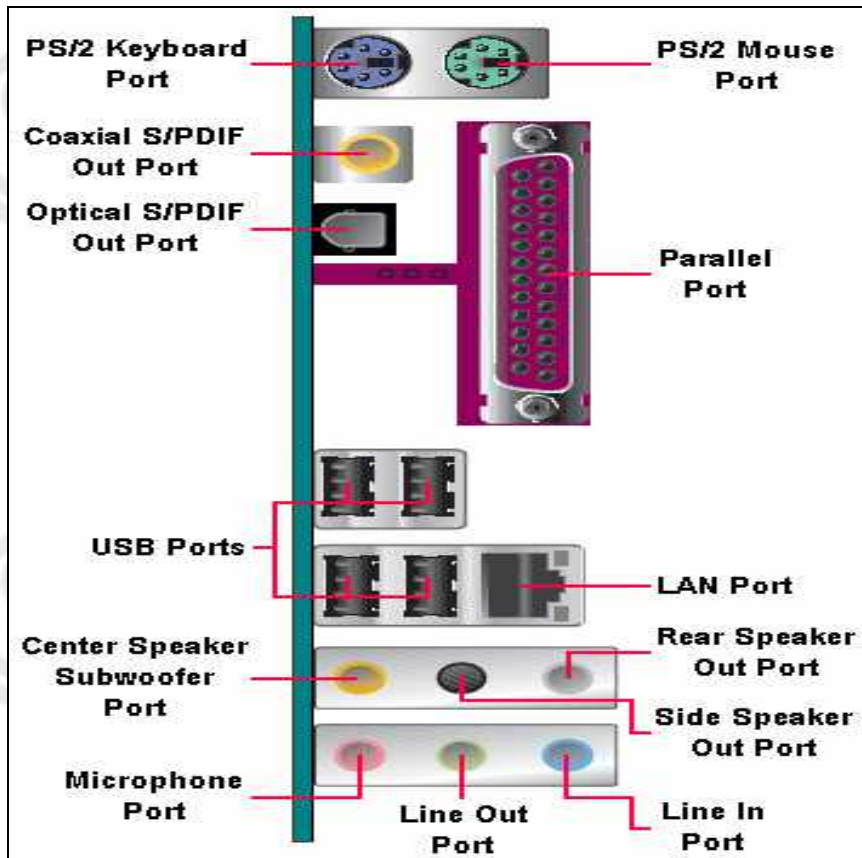 PS/2 Keyboard
Port
PS/2 Mouse
Port
Coaxial S/PDIF
Out Port
Optical S/PDIF
Out Port
Parallel
Port
USB Ports
LAN Port
Center Speaker
Subwoofer
Port
Rear Speaker
Out Port
Side Speaker
Out Port
Microphone
Port
Line Out
Port
Line In
Port